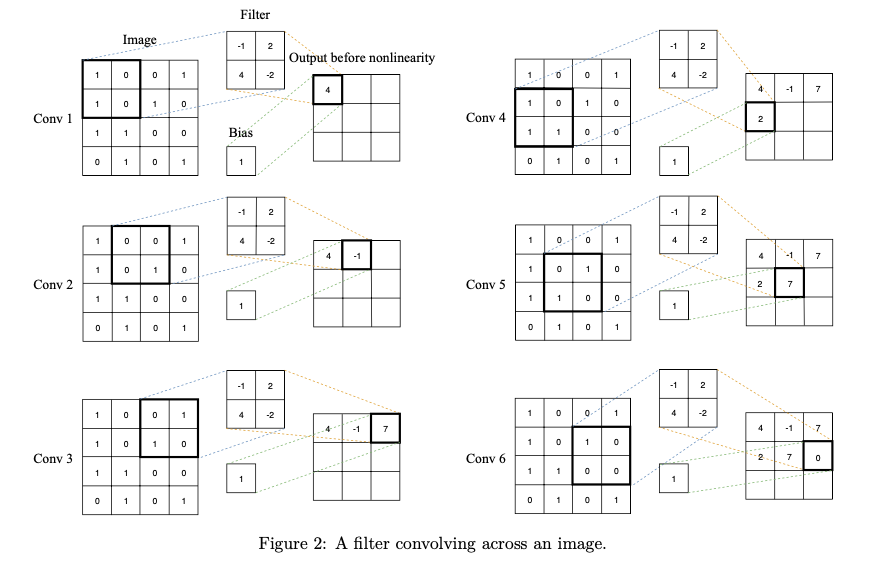 Filter
Image
Output before nonlinearity
Conv 1
1 0 0 1
1 0 1 0
1 1 0 0
0 1 0 1
-1 2
4 -2
Bias
1
4
Conv 4
1 0 0 1
1 0 1 0
1 1 0 0
0 1 0 1
-1 2
4 -2
1
4 -1 7
2
Conv 2
1 0 0 1
1 0 1 0
1 1 0 0
0 1 0 1
-1 2
4 -2
1
4 -1
Conv 5
1 0 0 1
1 0 1 0
1 1 0 0
0 1 0 1
-1 2
4 -2
1
4 -1 7
2 7
Conv 3
1 0 0 1
1 0 1 0
1 1 0 0
0 1 0 1
-1 2
4 -2
1
4 -1 7
Conv 6
1 0 0 1
1 0 1 0
1 1 0 0
0 1 0 1
-1 2
4 -2
1
4 -1 7
2 7 0
Figure 2: A filter convolving across an image.